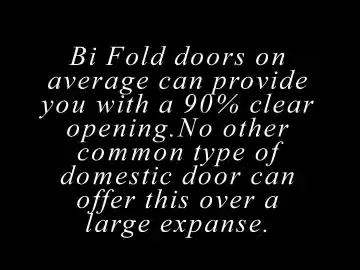 Bi Fold doors on
average can provide
you with a 90% clear
opening.No other
common type of
domestic door can
offer this over a
large expanse.